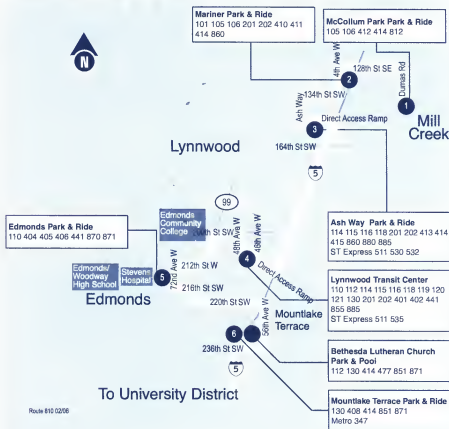 Mariner Park & Ride
101 105 106 201 202 410 411
414 860
McCollum Park Park & Ride
105 106 412 414 812
N
4th Ave W
128th St SE
2
Dumas Rd
1
Mill
Creek
134th St SW
Ash Way
Direct Access Ramp
3
164th St SW
Lynnwood
5
Ash Way Park & Ride
114 115 116 118 201 202 413 414
415 860 880 885
ST Express 511 530 532
99
Edmonds
Community
College
St SW
48th Ave W
Edmonds Park & Ride
110 404 405 406 441 870 871
4
Direct Access Ramp
Lynnwood Transit Center
110 112 114 115 116 118 119 120
121 130 201 202 401 402 441
855 885
ST Express 511 535
72nd Ave W
212th St W
Edmonds/
Woodway
High School
Stevens
Hospital
5
216th St SW
Edmonds
220th St SW
56th Ave W
Mountlake
Terrace
6
236th St SW
5
Bethesda Lutheran Church
Park & Pool
112 130 414 477 851 871
To University District
Mountlake Terrace Park & Ride
130 408 414 851 871
Metro 347
Route 810 02/08